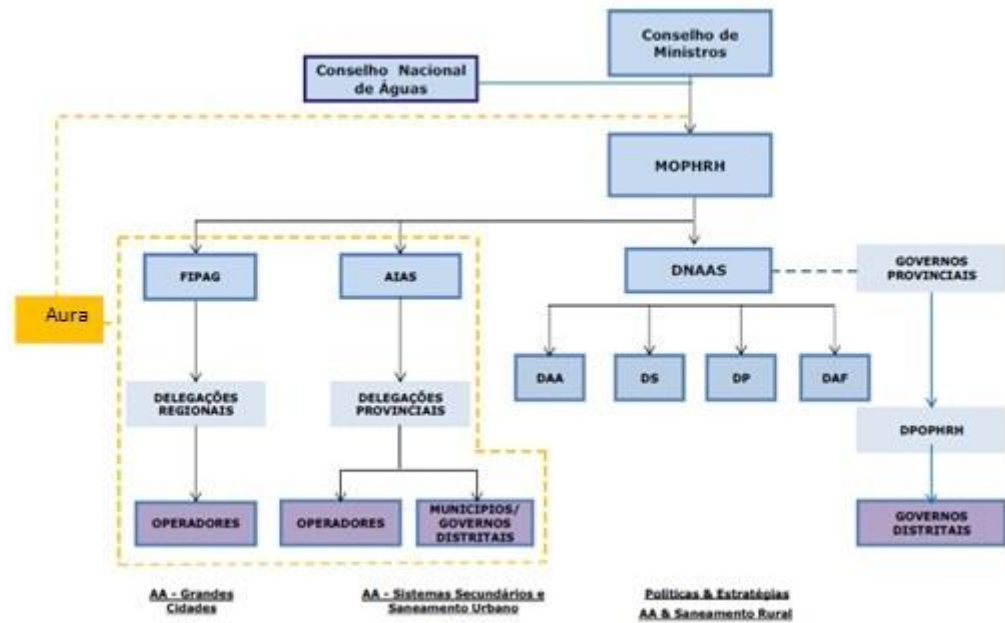 Conselho de
Ministros
Conselho Nacional
de Águas
MOPHRH
FIPAG
AIAS
DNAAS
GOVERNOS
PROVINCIAIS
Aura
DAA
DS
DP
DAF
DELEGAÇÕES
REGIONAIS
DELEGAÇÕES
PROVINCIAIS
DPOPHRH
OPERADORES
OPERADORES
MUNICIPIOS/
GOVERNOS
DISTRITAIS
GOVERNOS
DISTRITAIS
AA - Grandes
Cidades
AA - Sistemas Secundários e
Saneamento Urbano
Políticas & Estratégias
AA & Saneamento Rural